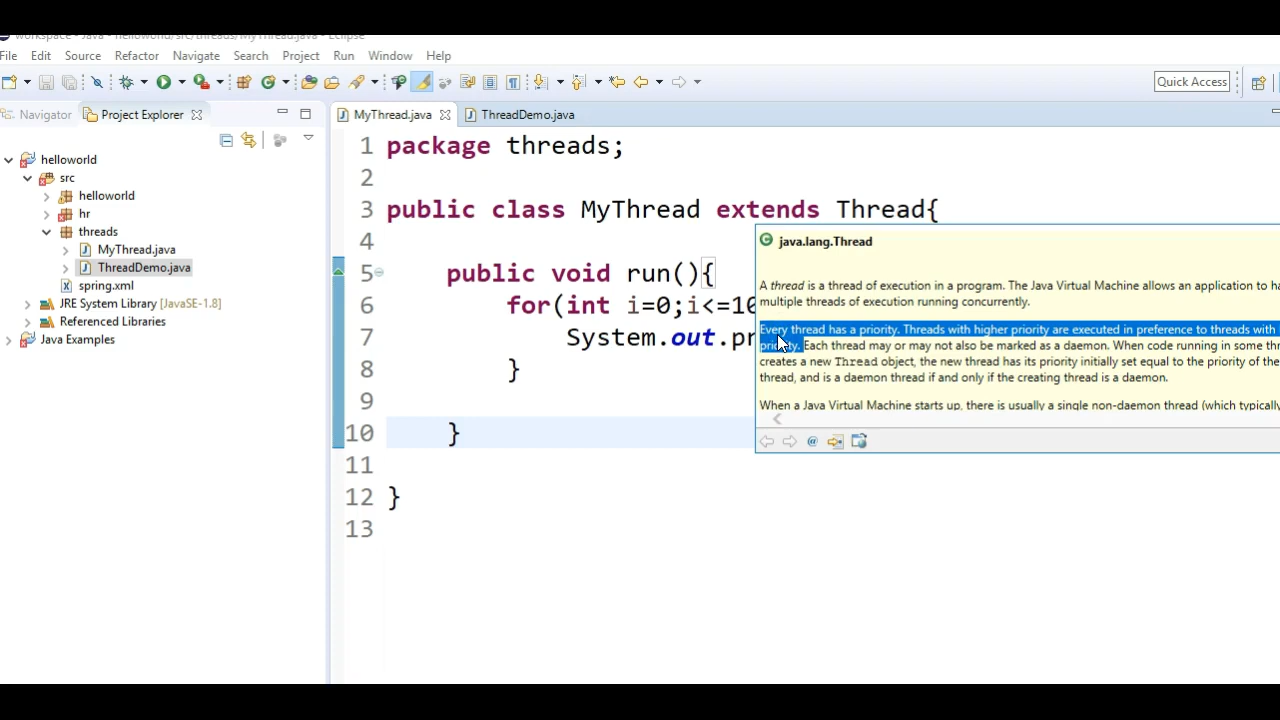 workspace - Java - helloworld/src/threads/MyThread.java - Eclipse
File Edit Source Refactor Navigate Search Project Run Window Help
Quick Access
Navigator Project Explorer
MyThread.java ThreadDemo.java
helloworld
src
helloworld
hr
threads
MyThread.java
ThreadDemo.java
spring.xml
JRE System Library [JavaSE-1.8]
Referenced Libraries
Java Examples
1 package threads;
2
3 public class MyThread extends Thread{
4
5 public void run(){
6 for(int i=0;i<=10
7 System.out.pr
8 }
9
10 }
11
12 }
13
java.lang.Thread
A thread is a thread of execution in a program. The Java Virtual Machine allows an application to ha
multiple threads of execution running concurrently.
Every thread has a priority. Threads with higher priority are executed in preference to threads with
priority. Each thread may or may not also be marked as a daemon. When code running in some thr
creates a new Thread object, the new thread has its priority initially set equal to the priority of the
thread, and is a daemon thread if and only if the creating thread is a daemon.
When a Java Virtual Machine starts up, there is usually a single non-daemon thread (which typically